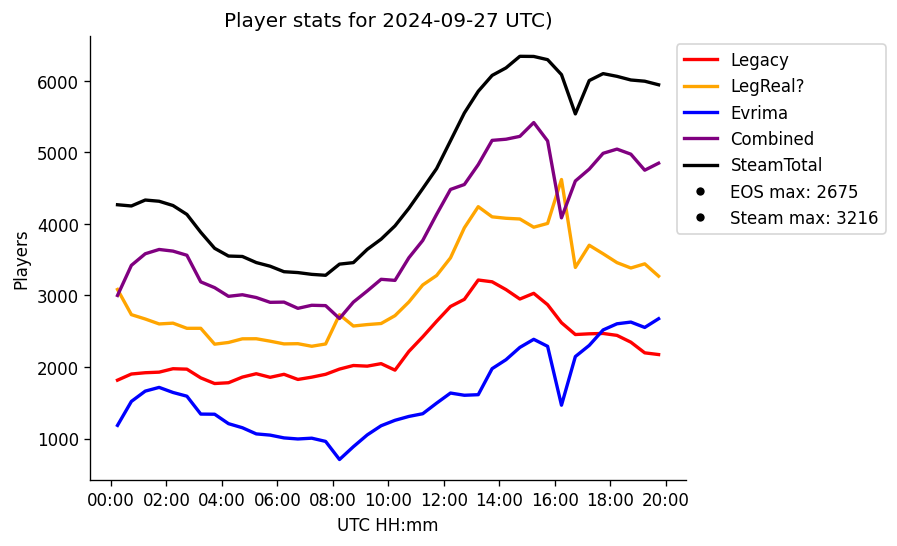 Player stats for 2024-09-27 UTC)
Legacy
LegReal?
Evrima
Combined
SteamTotal
EOS max: 2675
Steam max: 3216
Players
6000
5000
4000
3000
2000
1000
00:00 02:00 04:00 06:00 08:00 10:00 12:00 14:00 16:00 18:00 20:00
UTC HH:mm